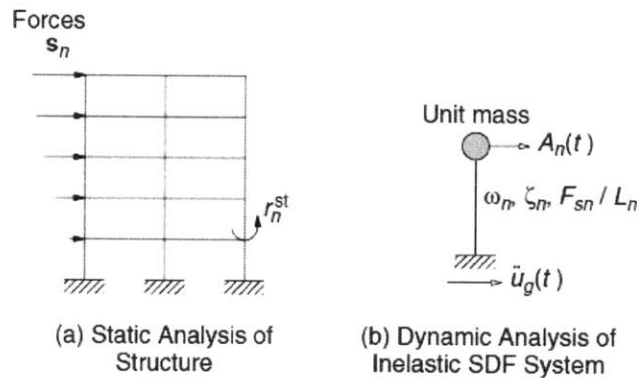 Forces
s_n
r_n^st
(a) Static Analysis of
Structure
Unit mass
A_n(t)
ω_n, ζ_n, F_sn / L_n
ü_g(t)
(b) Dynamic Analysis of
Inelastic SDF System